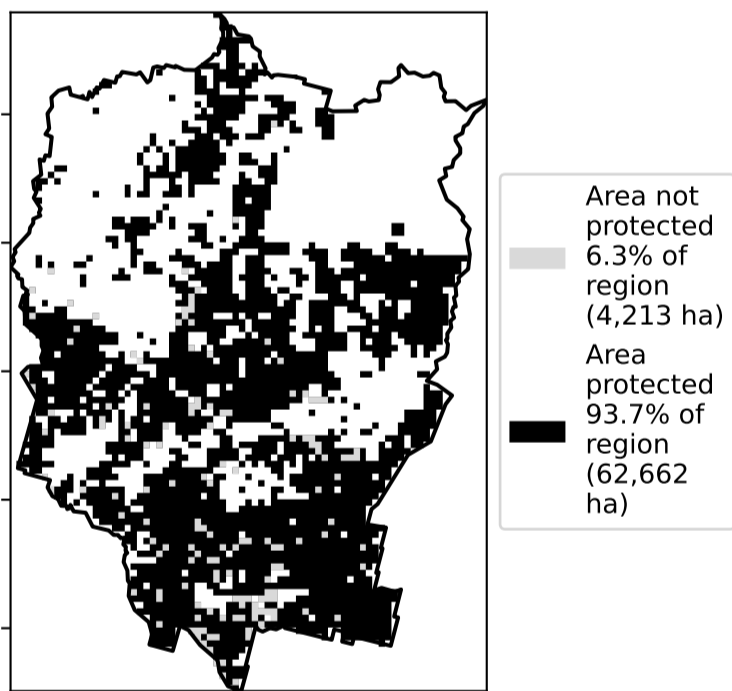 Area not
protected
6.3% of
region
(4,213 ha)
Area
protected
93.7% of
region
(62,662
ha)